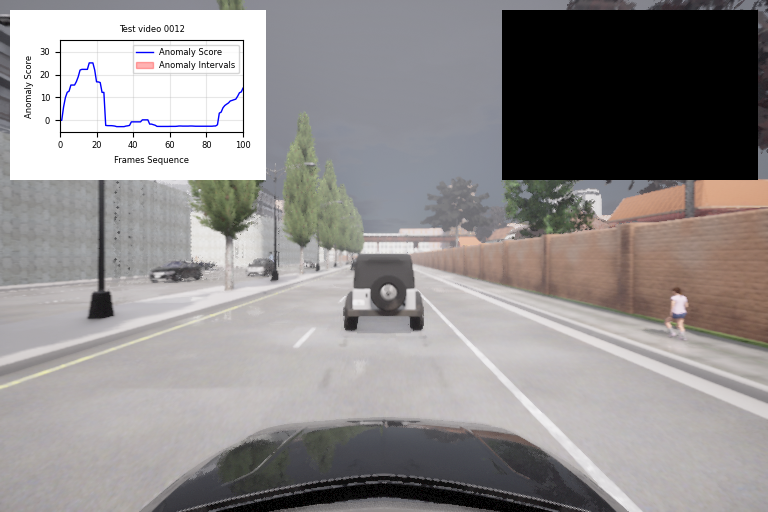 Test video 0012
Anomaly Score
Anomaly Intervals
30
20
10
0
Anomaly Score
0 20 40 60 80 100
Frames Sequence